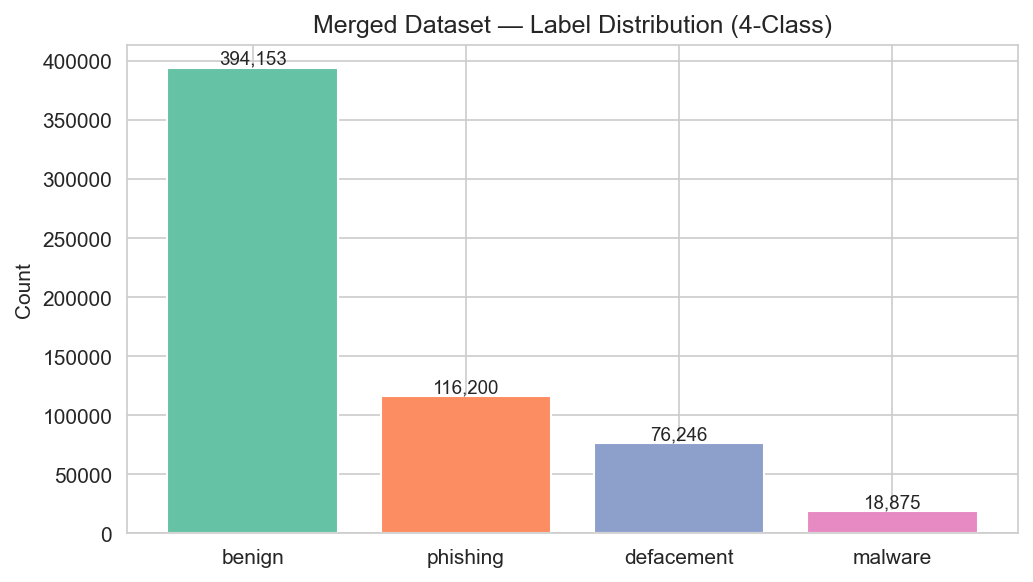 Merged Dataset — Label Distribution (4-Class)
Count
400000
350000
300000
250000
200000
150000
100000
50000
0
394,153
116,200
76,246
18,875
benign
phishing
defacement
malware